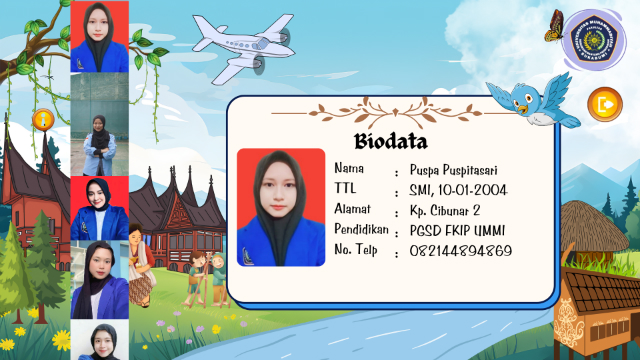 Biodata
Nama : Puspa Puspitasari
TTL : SMI, 10-01-2004
Alamat : Kp. Cibunar 2
Pendidikan : PGSD FKIP UMMI
No. Telp : 082144894869